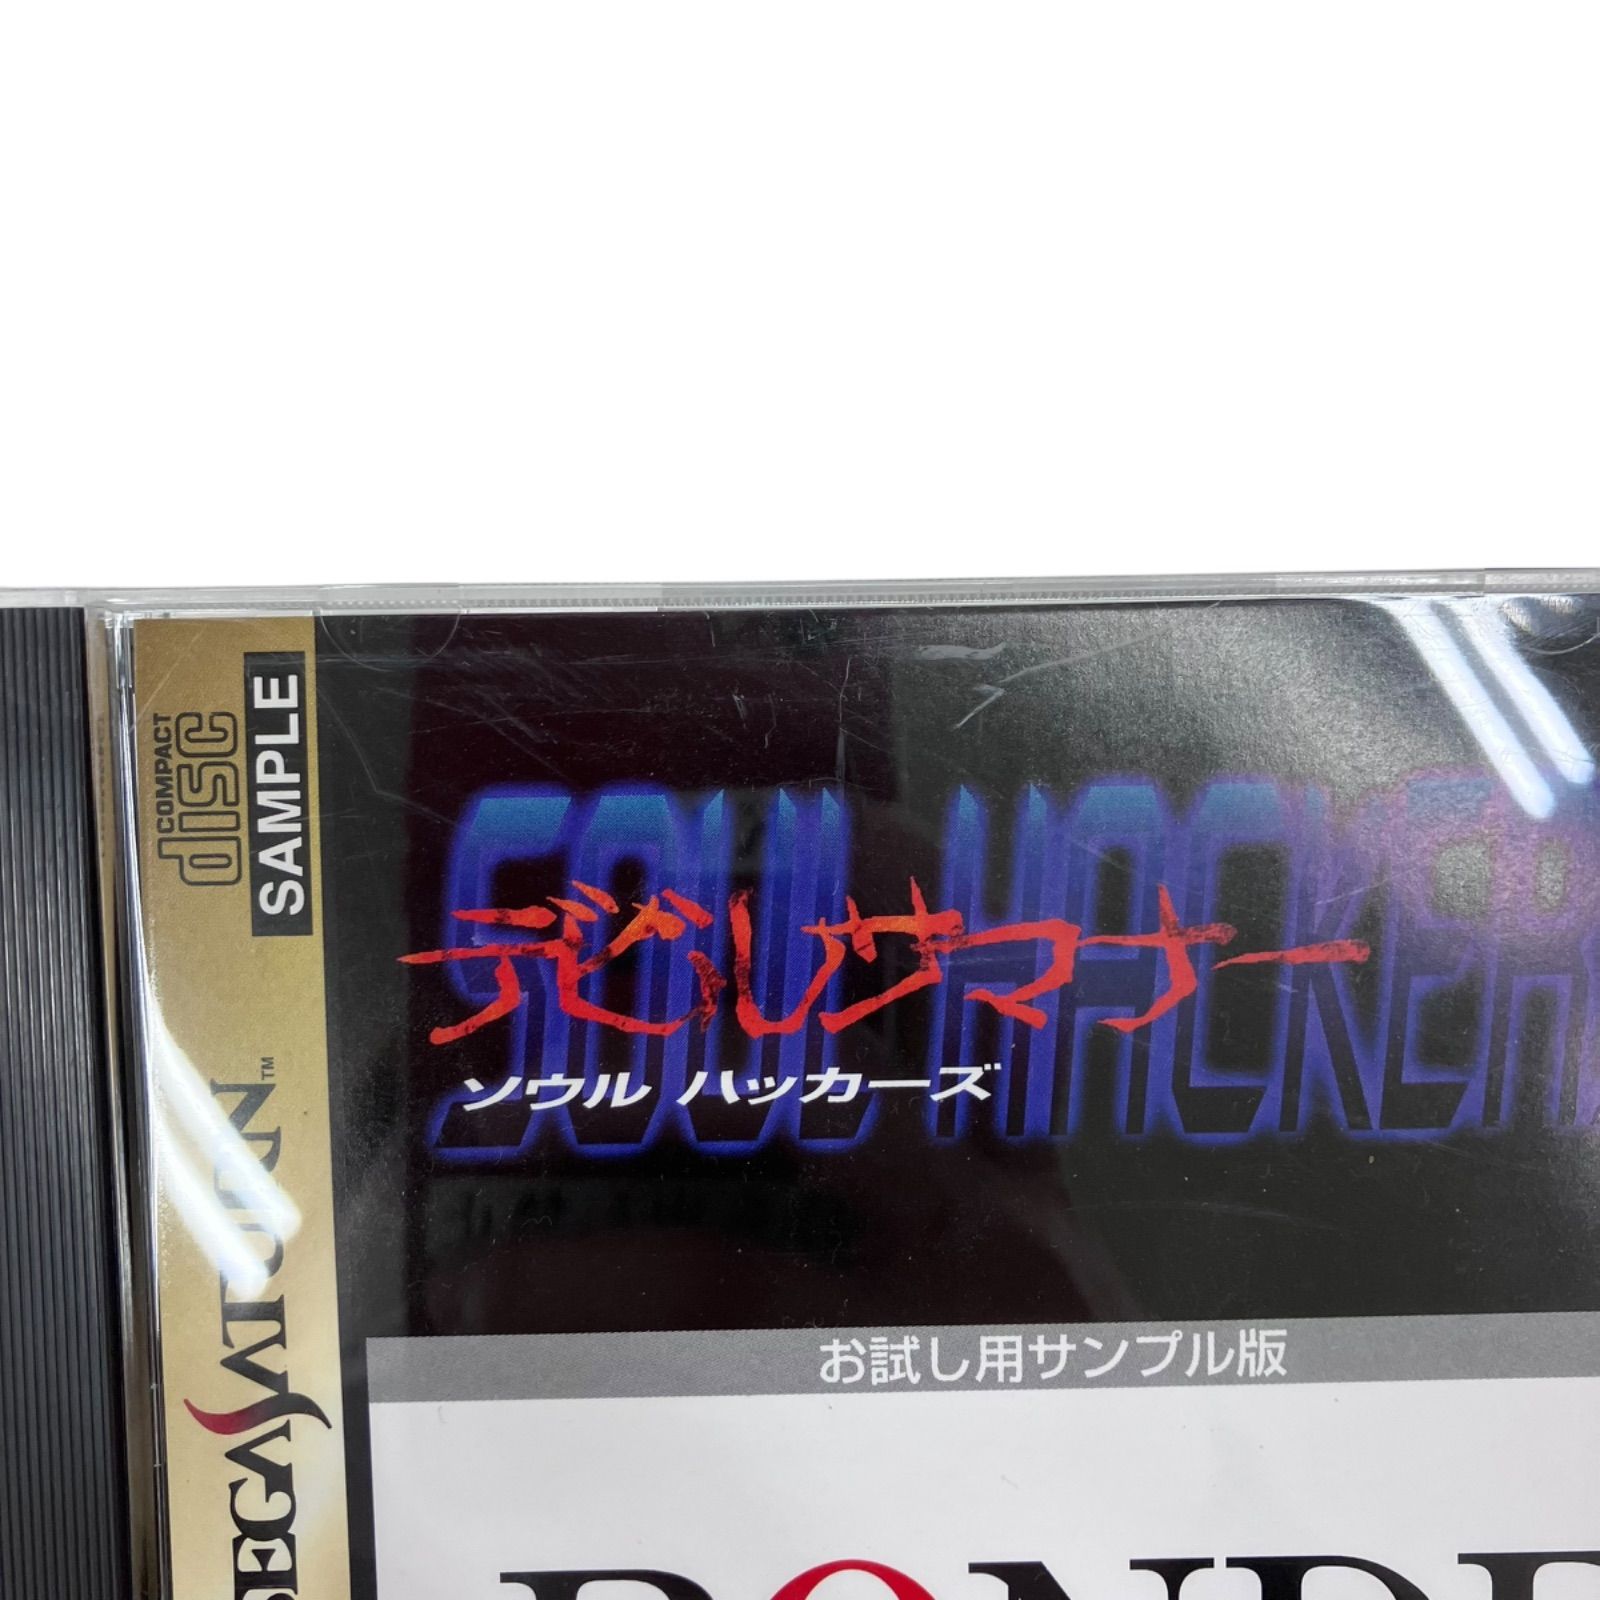 COMPACT
disc
SAMPLE
SEGA SATURN™
SOUL HACKERS
デビルサマナー
ソウル ハッカーズ
お試し用サンプル版